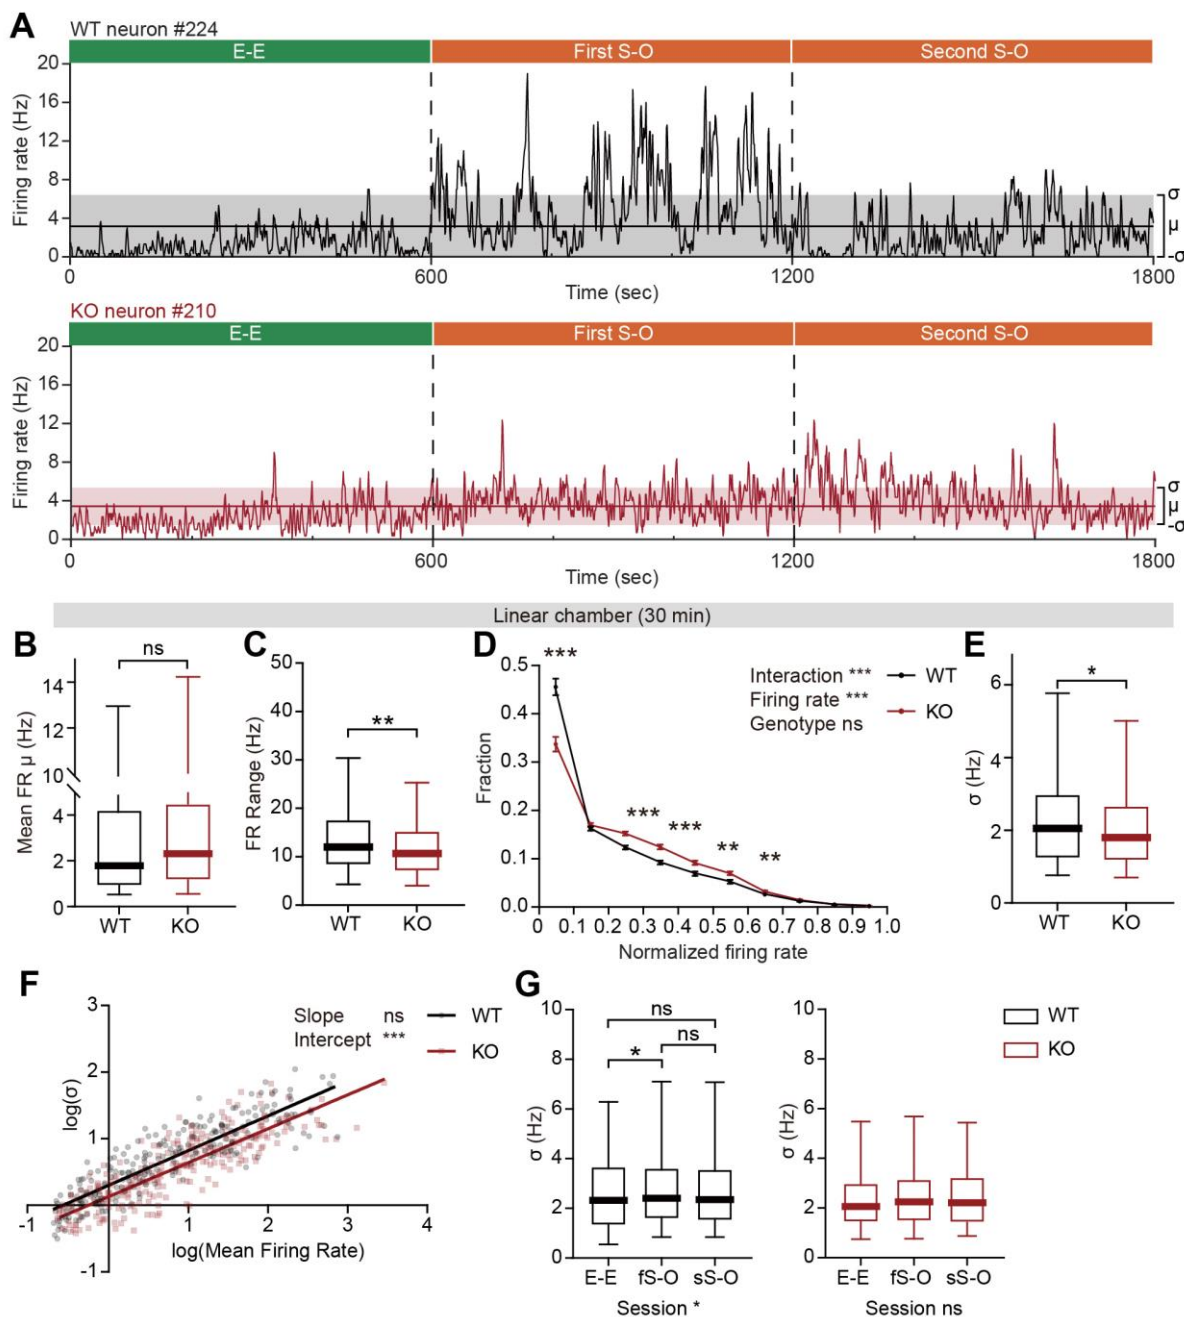 A
WT neuron #224
E-E First S-O Second S-O
20
16
12
8
4
0
Firing rate (Hz)
σ
μ
-σ
0 600 1200 1800
Time (sec)
KO neuron #210
E-E First S-O Second S-O
20
16
12
8
4
0
Firing rate (Hz)
σ
μ
-σ
0 600 1200 1800
Time (sec)
Linear chamber (30 min)
B
ns
14
12
10
4
2
0
Mean FR μ (Hz)
WT KO
C
**
50
40
30
20
10
0
FR Range (Hz)
WT KO
D
***
Interaction ***
Firing rate ***
Genotype ns
WT
KO
*** *** ** **
0.5
0.4
0.3
0.2
0.1
0.0
Fraction
0 0.1 0.2 0.3 0.4 0.5 0.6 0.7 0.8 0.9 1.0
Normalized firing rate
E
*
6
4
2
0
σ (Hz)
WT KO
F
Slope ns
Intercept ***
WT
KO
3
2
1
-1
log(σ)
-1 1 2 3 4
log(Mean Firing Rate)
G
ns
ns
*
10
8
6
4
2
0
σ (Hz)
E-E fS-O sS-O
Session *
10
8
6
4
2
0
σ (Hz)
E-E fS-O sS-O
Session ns
WT
KO